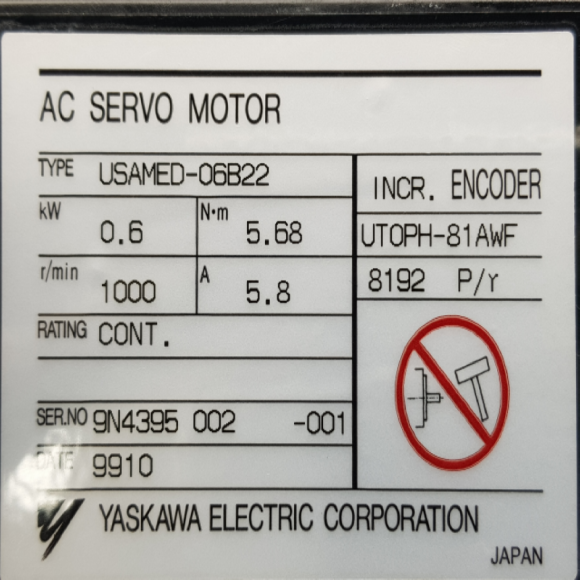 AC SERVO MOTOR
TYPE USAMED-06B22
INCR. ENCODER
kW 0.6 N·m 5.68
UTOPH-81AWF
r/min 1000 A 5.8
8192 P/r
RATING CONT.
SER.NO 9N4395 002 -001
DATE 9910
YASKAWA ELECTRIC CORPORATION
JAPAN